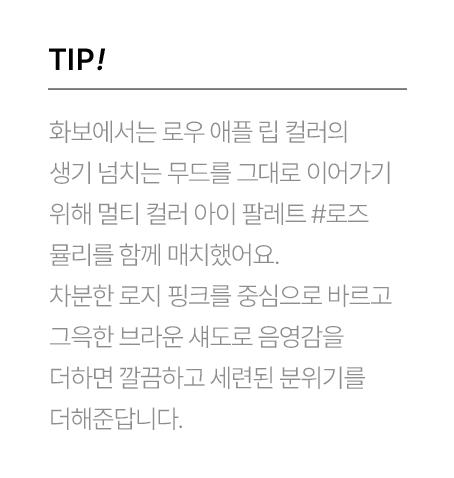 TIP!
화보에서는 로우 애플 립 컬러의
생기 넘치는 무드를 그대로 이어가기
위해 멀티 컬러 아이 팔레트 #로즈
뮬리를 함께 매치했어요.
차분한 로지 핑크를 중심으로 바르고
그윽한 브라운 섀도로 음영감을
더하면 깔끔하고 세련된 분위기를
더해준답니다.